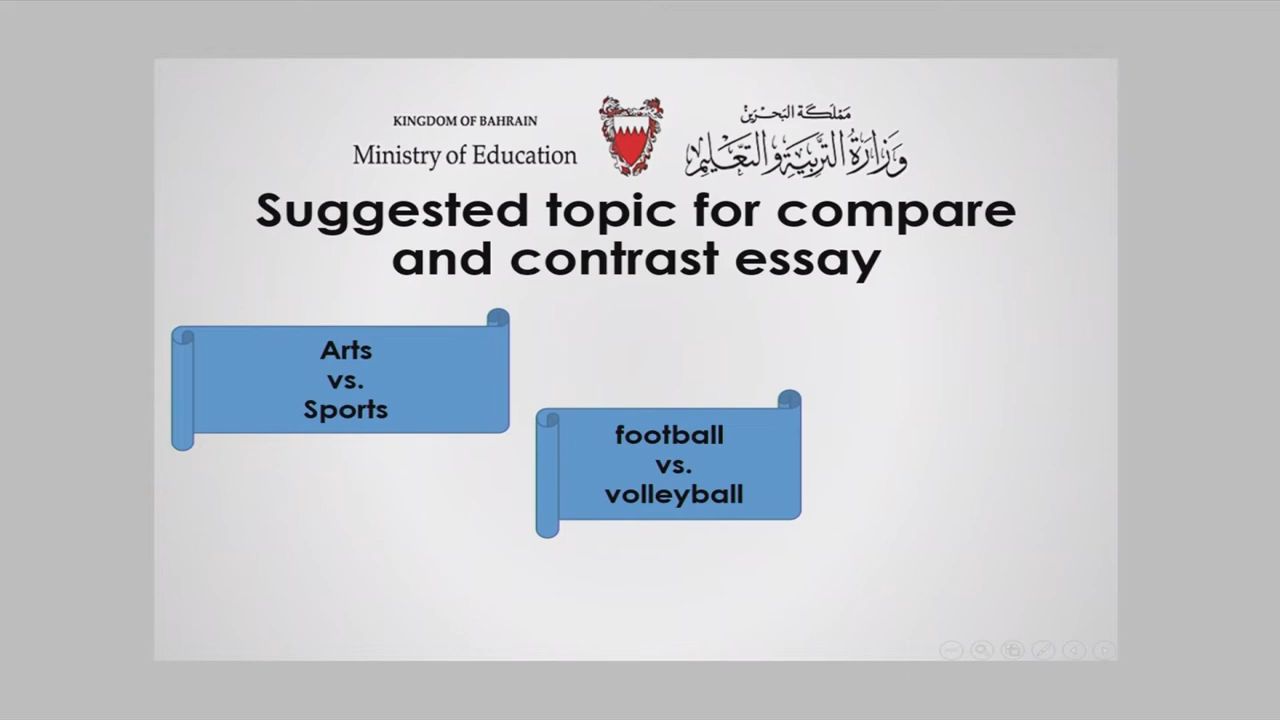 KINGDOM OF BAHRAIN
Ministry of Education
مملكة البحرين
وزارة التربية والتعليم
Suggested topic for compare
and contrast essay
Arts
vs.
Sports
football
vs.
volleyball